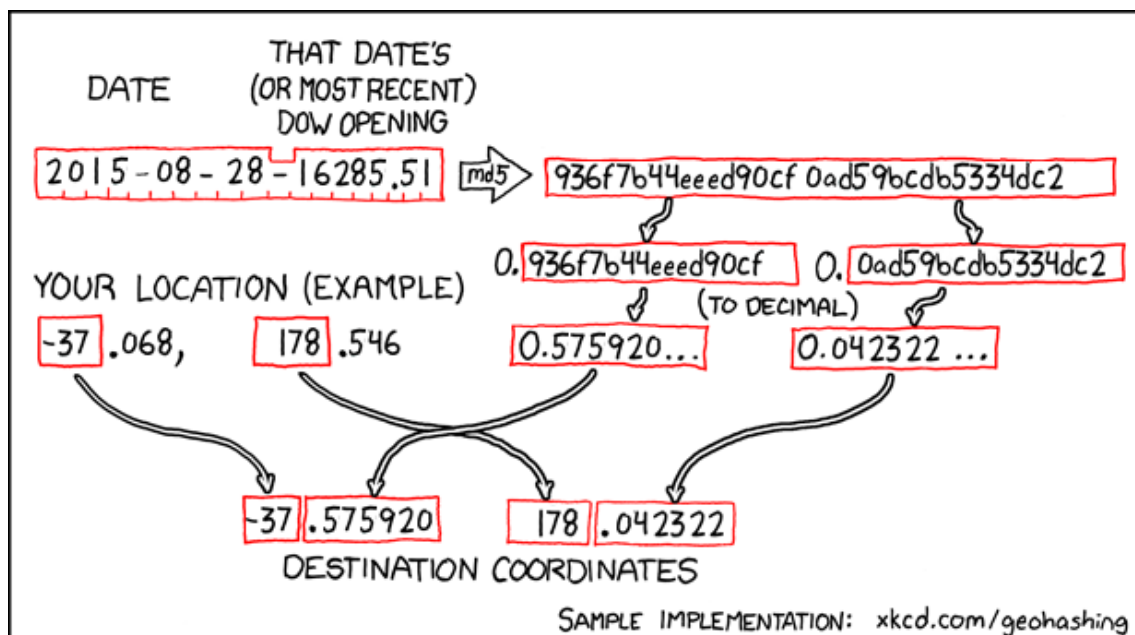 THAT DATE'S
DATE (OR MOST RECENT)
DOW OPENING
2015-08-28-16285.51 md5 936f7b44eeed90cf 0ad59bcdb5334dc2
0.936f7b44eeed90cf 0.0ad59bcdb5334dc2
YOUR LOCATION (EXAMPLE) (TO DECIMAL)
-37.068, 178.546 0.575920... 0.042322...
-37.575920 178.042322
DESTINATION COORDINATES
SAMPLE IMPLEMENTATION: xkcd.com/geohashing